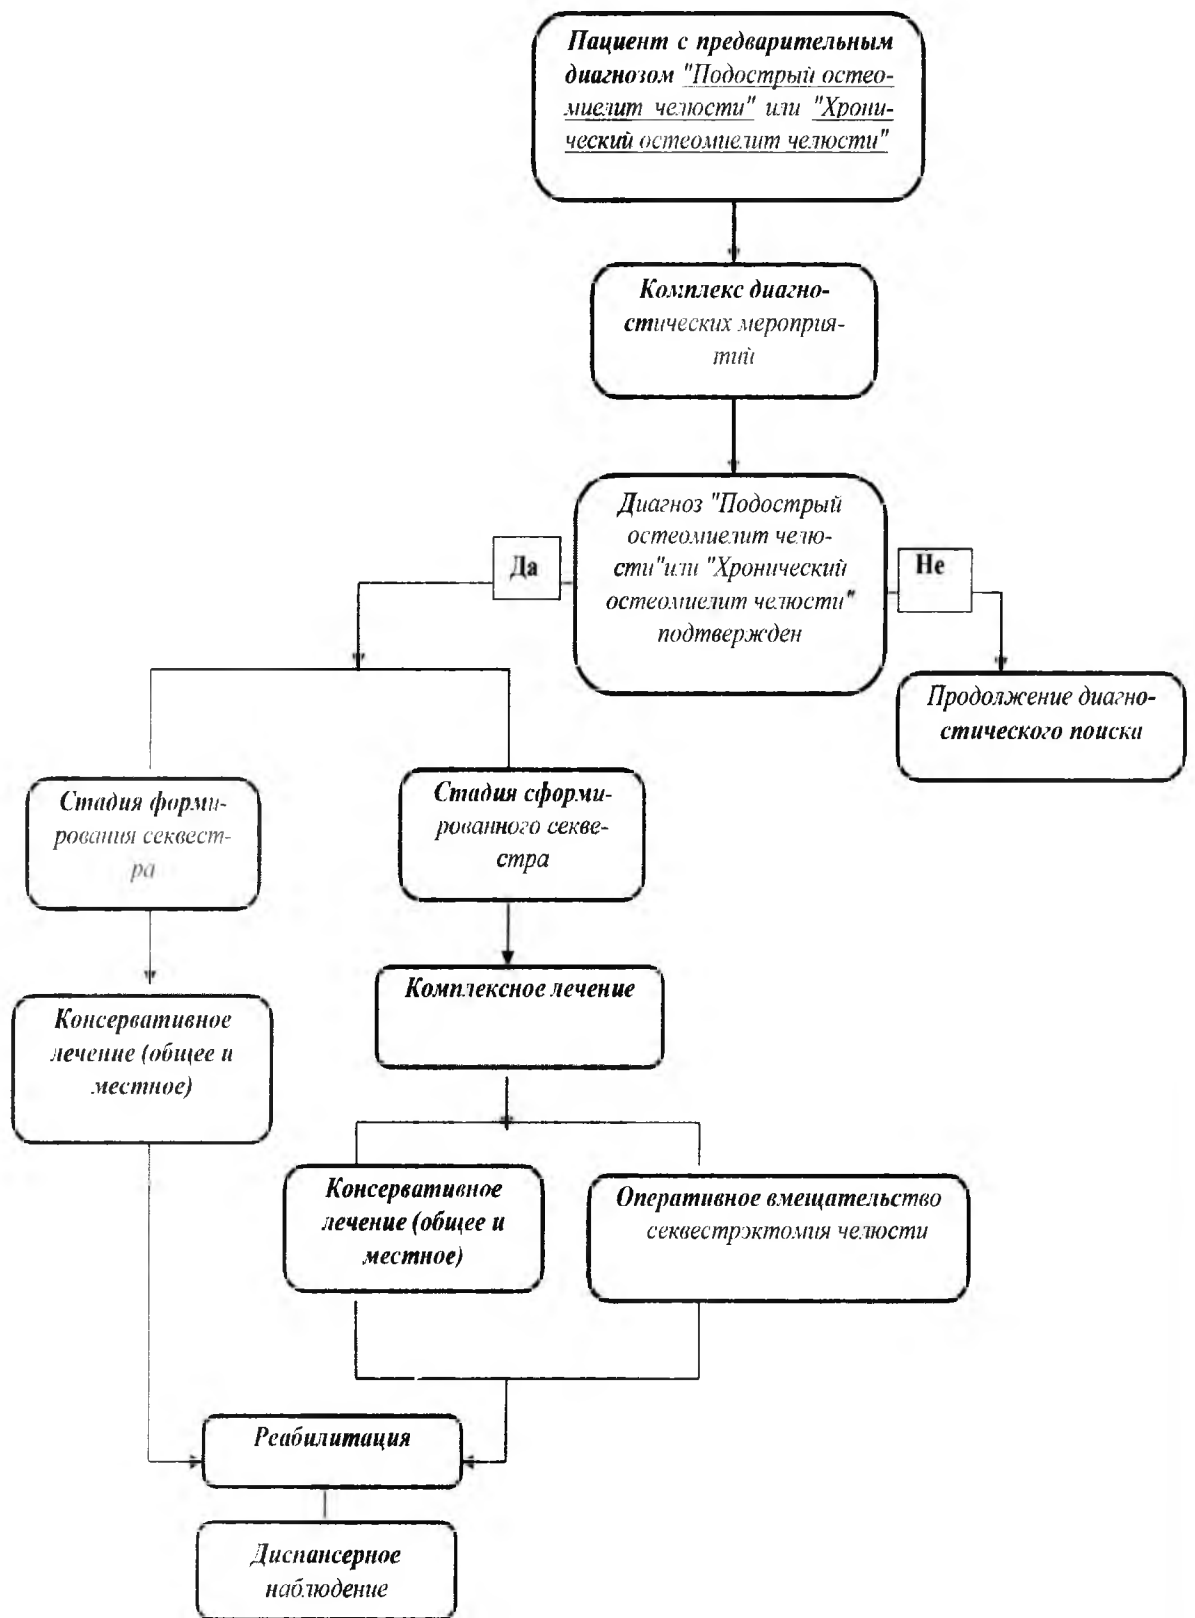 Пациент с предварительным
диагнозом "Подострый остео-
миелит челюсти" или "Хрони-
ческий остеомиелит челюсти"
Комплекс диагно-
стических мероприя-
тий
Диагноз "Подострый
остеомиелит челю-
сти"или "Хронический
остеомиелит челюсти"
подтвержден
Да
Не
Продолжение диагно-
стического поиска
Стадия форми-
рования секвест-
ра
Стадия сформи-
рованного секве-
стра
Консервативное
лечение (общее и
местное)
Комплексное лечение
Консервативное
лечение (общее и
местное)
Оперативное вмещательство
секвестрэктомия челюсти
Реабилитация
Диспансерное
наблюдение